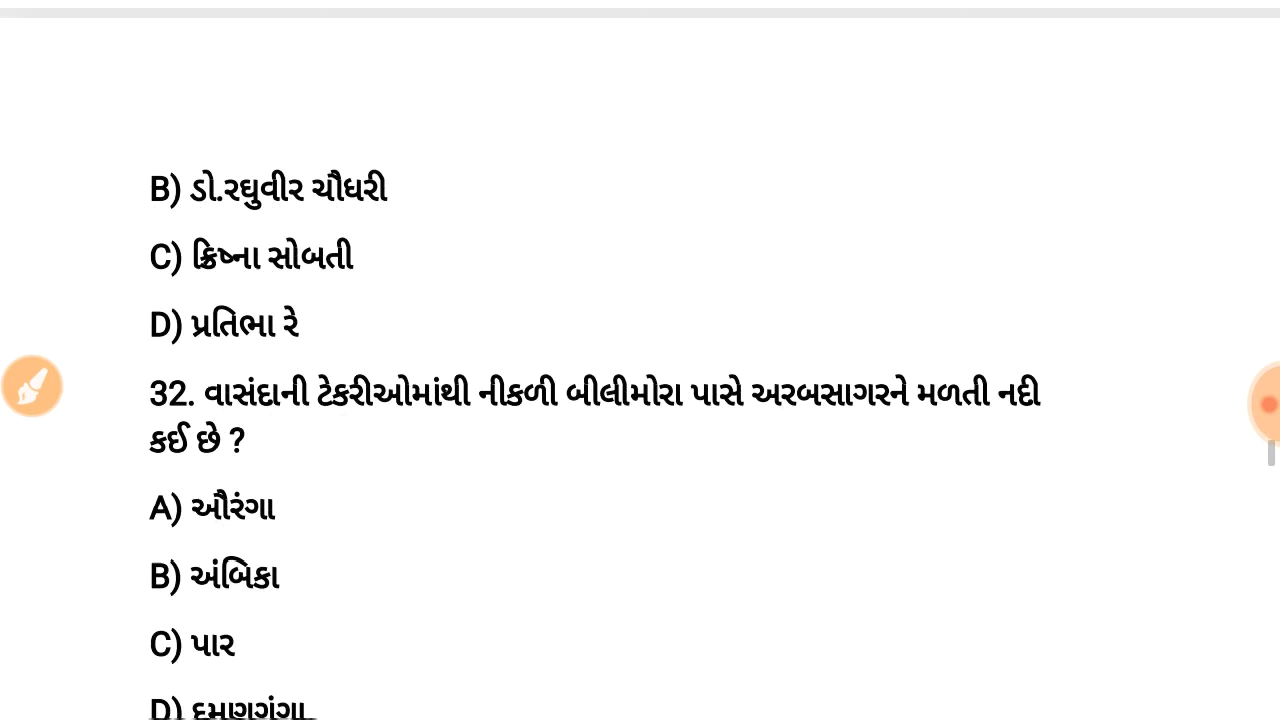 B) ડો.રઘુવીર ચૌધરી
C) ક્રિષ્ના સોબતી
D) પ્રતિભા રે
32. વાસંદાની ટેકરીઓમાંથી નીકળી બીલીમોરા પાસે અરબસાગરને મળતી નદી
કઈ છે ?
A) ઔરંગા
B) અંબિકા
C) પાર
D) દમણગંગા